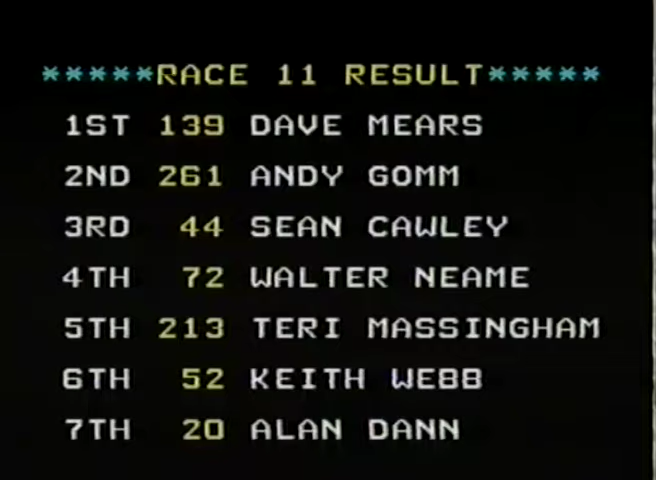 *****RACE 11 RESULT*****
1ST 139 DAVE MEARS
2ND 261 ANDY GOMM
3RD 44 SEAN CAWLEY
4TH 72 WALTER NEAME
5TH 213 TERI MASSINGHAM
6TH 52 KEITH WEBB
7TH 20 ALAN DANN